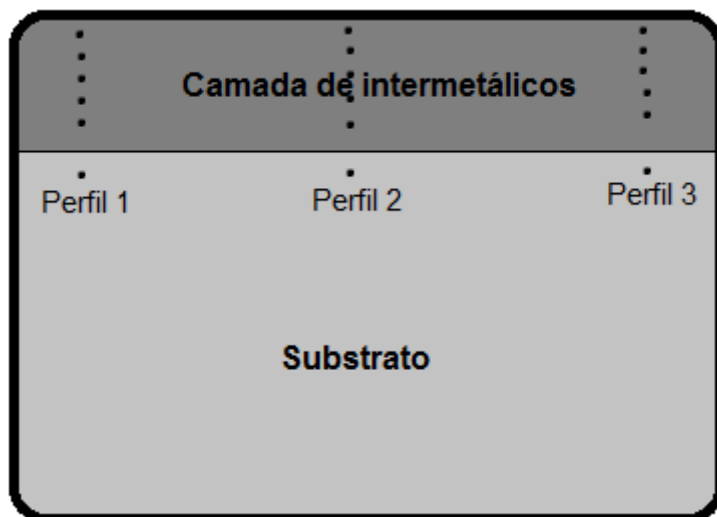 Camada de intermetálicos
Perfil 1
Perfil 2
Perfil 3
Substrato